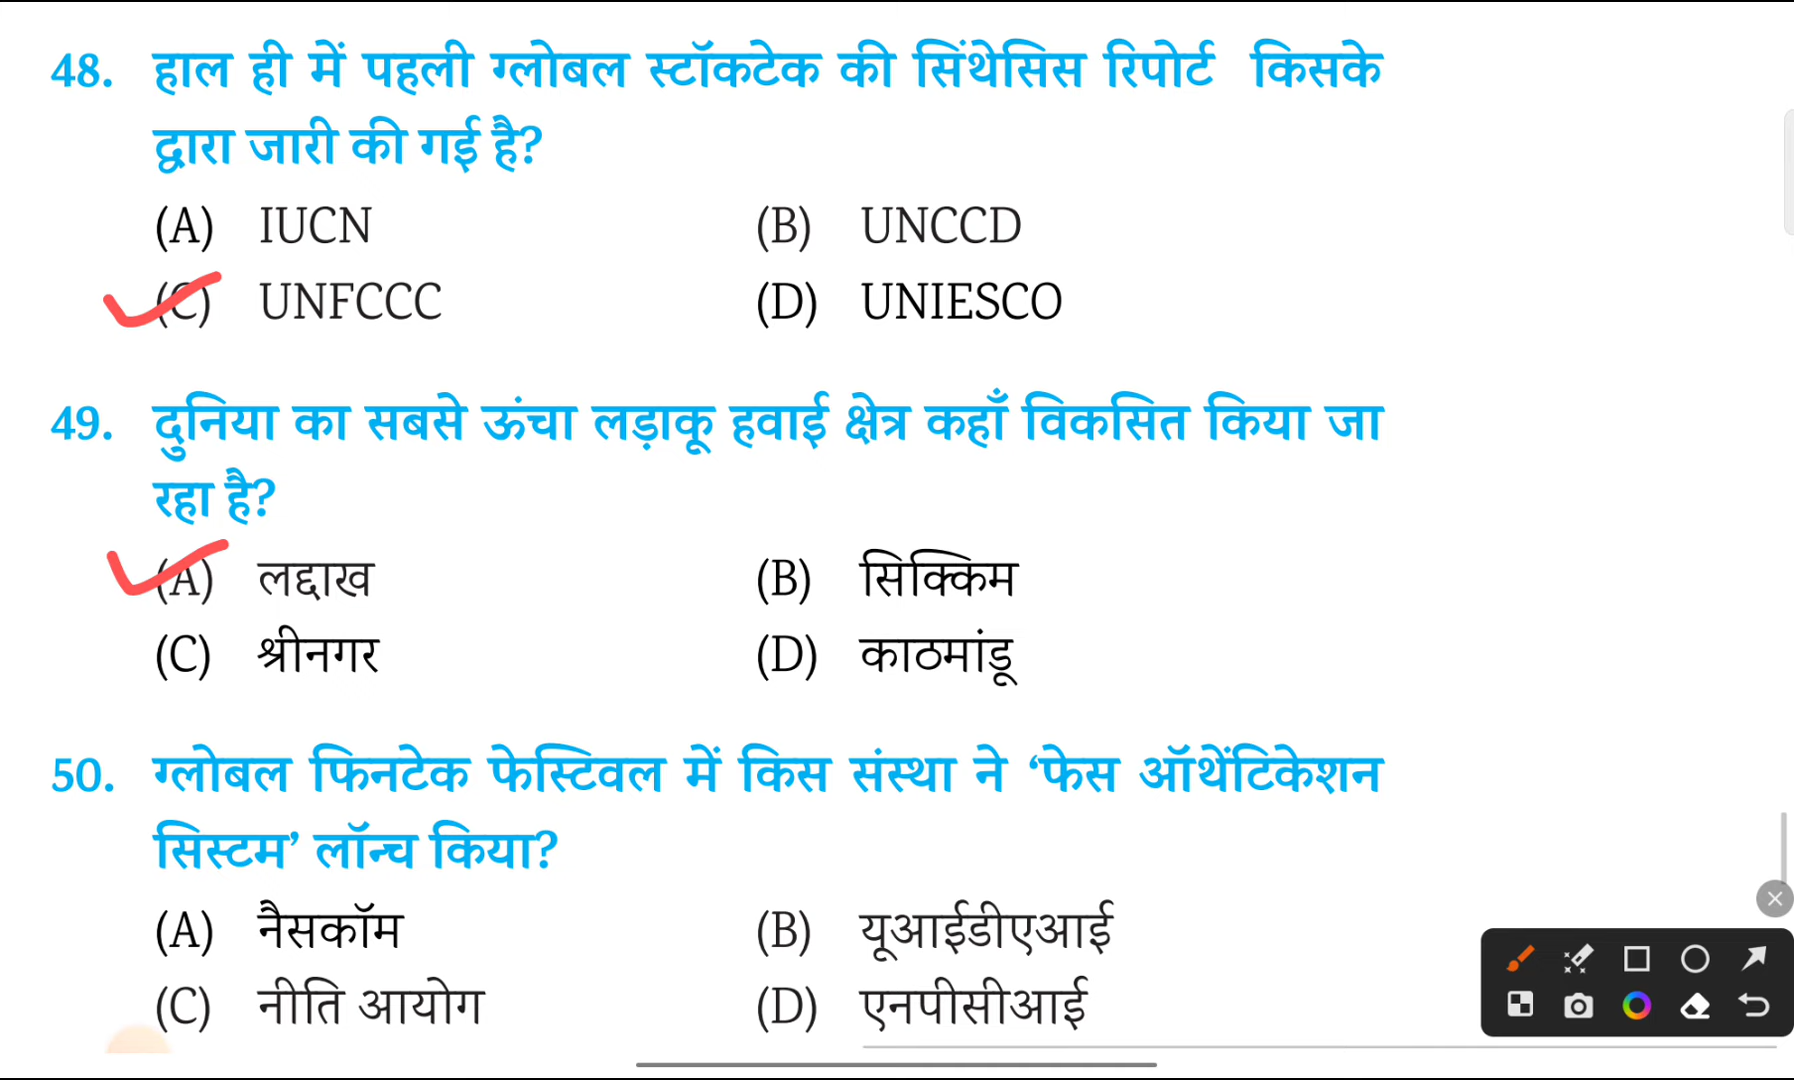 48. हाल ही में पहली ग्लोबल स्टॉकटेक की सिंथेसिस रिपोर्ट किसके
द्वारा जारी की गई है?
(A) IUCN (B) UNCCD
(C) UNFCCC (D) UNIESCO
49. दुनिया का सबसे ऊंचा लड़ाकू हवाई क्षेत्र कहाँ विकसित किया जा
रहा है?
(A) लद्दाख (B) सिक्किम
(C) श्रीनगर (D) काठमांडू
50. ग्लोबल फिनटेक फेस्टिवल में किस संस्था ने ‘फेस ऑथेंटिकेशन
सिस्टम’ लॉन्च किया?
(A) नैसकॉम (B) यूआईडीएआई
(C) नीति आयोग (D) एनपीसीआई